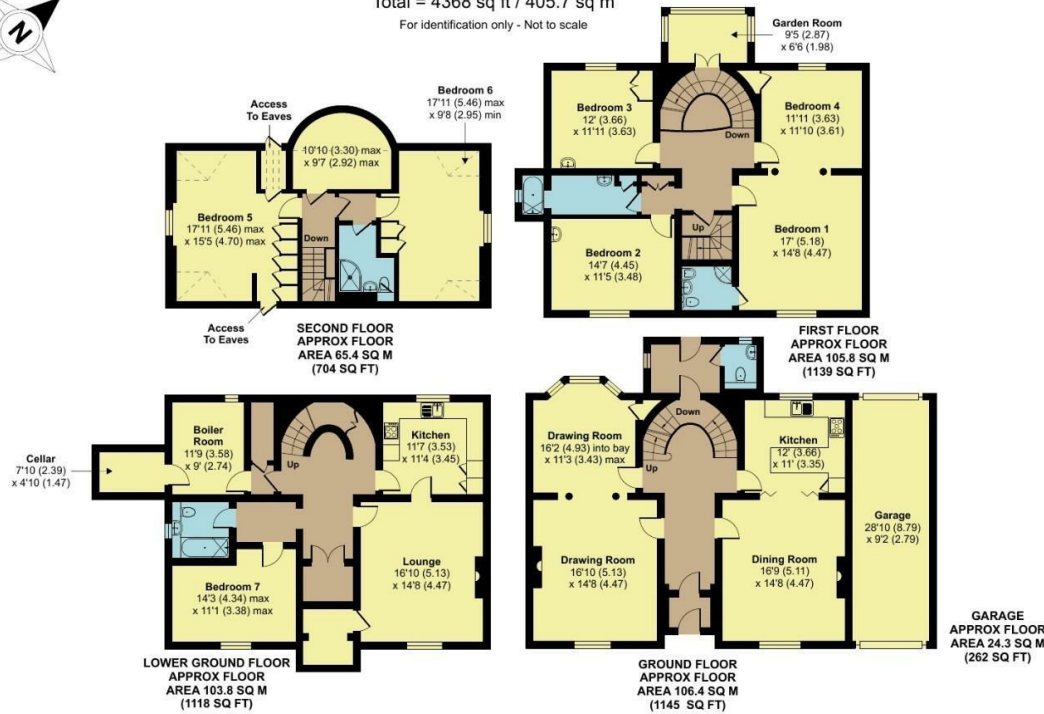 Total = 4368 sq ft / 405.7 sq m
For identification only - Not to scale
N
Garden Room
9'5 (2.87)
x 6'6 (1.98)
Bedroom 3
12' (3.66)
x 11'11 (3.63)
Down
Bedroom 4
11'11 (3.63)
x 11'10 (3.61)
Up
Bedroom 1
17' (5.18)
x 14'8 (4.47)
Bedroom 2
14'7 (4.45)
x 11'5 (3.48)
FIRST FLOOR
APPROX FLOOR
AREA 105.8 SQ M
(1139 SQ FT)
Access
To Eaves
Bedroom 6
17'11 (5.46) max
x 9'8 (2.95) min
10'10 (3.30) max
x 9'7 (2.92) max
Bedroom 5
17'11 (5.46) max
x 15'5 (4.70) max
Down
Access
To Eaves
SECOND FLOOR
APPROX FLOOR
AREA 65.4 SQ M
(704 SQ FT)
Boiler
Room
11'9 (3.58)
x 9' (2.74)
Cellar
7'10 (2.39)
x 4'10 (1.47)
Up
Kitchen
11'7 (3.53)
x 11'4 (3.45)
Lounge
16'10 (5.13)
x 14'8 (4.47)
Bedroom 7
14'3 (4.34) max
x 11'1 (3.38) max
LOWER GROUND FLOOR
APPROX FLOOR
AREA 103.8 SQ M
(1118 SQ FT)
Drawing Room
16'2 (4.93) into bay
x 11'3 (3.43) max
Down
Up
Kitchen
12' (3.66)
x 11' (3.35)
Drawing Room
16'10 (5.13)
x 14'8 (4.47)
Dining Room
16'9 (5.11)
x 14'8 (4.47)
Garage
28'10 (8.79)
x 9'2 (2.79)
GROUND FLOOR
APPROX FLOOR
AREA 106.4 SQ M
(1145 SQ FT)
GARAGE
APPROX FLOOR
AREA 24.3 SQ M
(262 SQ FT)